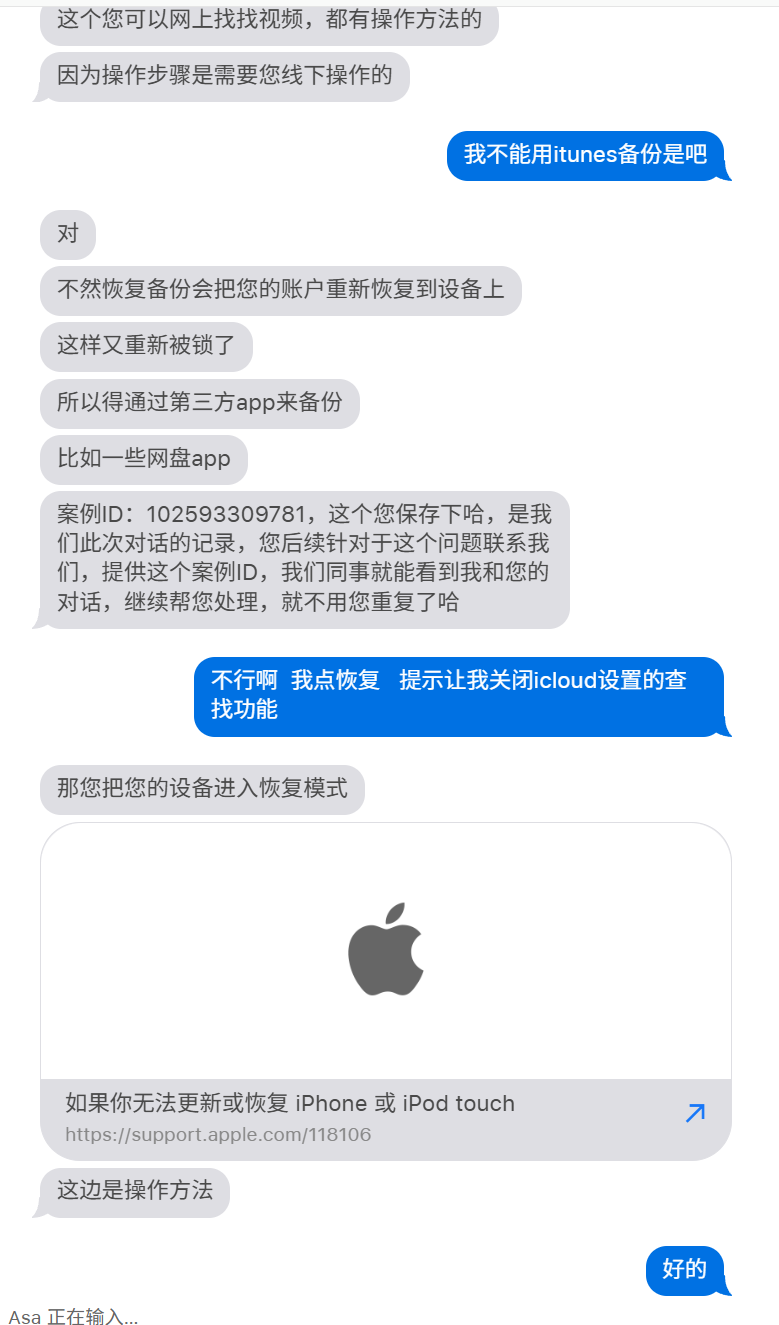 这个您可以网上找找视频，都有操作方法的
因为操作步骤是需要您线下操作的
我不能用itunes备份是吧
对
不然恢复备份会把您的账户重新恢复到设备上
这样又重新被锁了
所以得通过第三方app来备份
比如一些网盘app
案例ID：102593309781，这个您保存下哈，是我
们此次对话的记录，您后续针对于这个问题联系我
们，提供这个案例ID，我们同事就能看到我和您的
对话，继续帮您处理，就不用您重复了哈
不行啊  我点恢复   提示让我关闭icloud设置的查
找功能
那您把您的设备进入恢复模式
如果你无法更新或恢复 iPhone 或 iPod touch
https://support.apple.com/118106
这边是操作方法
好的
Asa 正在输入...